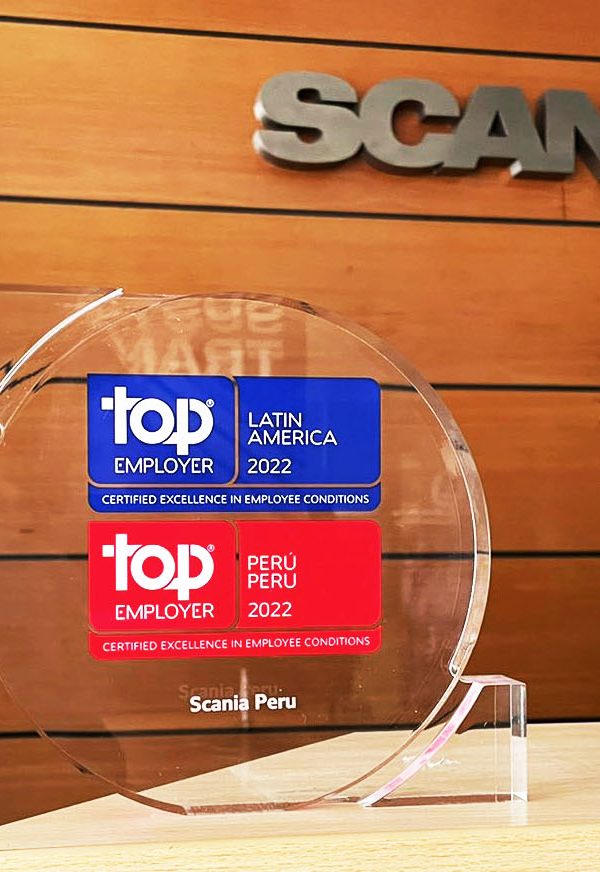 SCAN
top®
EMPLOYER
LATIN
AMERICA
2022
CERTIFIED EXCELLENCE IN EMPLOYEE CONDITIONS
top®
EMPLOYER
PERÚ
PERU
2022
CERTIFIED EXCELLENCE IN EMPLOYEE CONDITIONS
Scania Peru